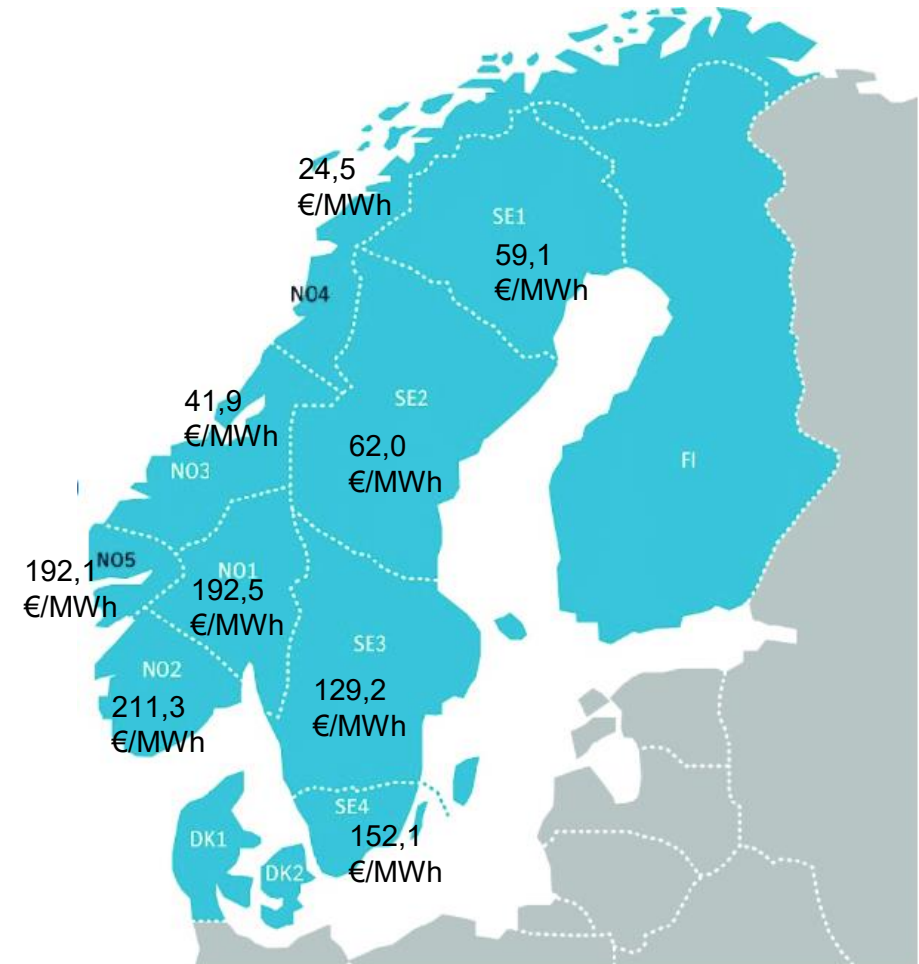 24,5
€/MWh
SE1
59,1
€/MWh
NO4
41,9
€/MWh
SE2
62,0
€/MWh
NO3
FI
NO5
192,1
€/MWh
NO1
192,5
€/MWh
SE3
NO2
129,2
€/MWh
211,3
€/MWh
SE4
152,1
€/MWh
DK1
DK2